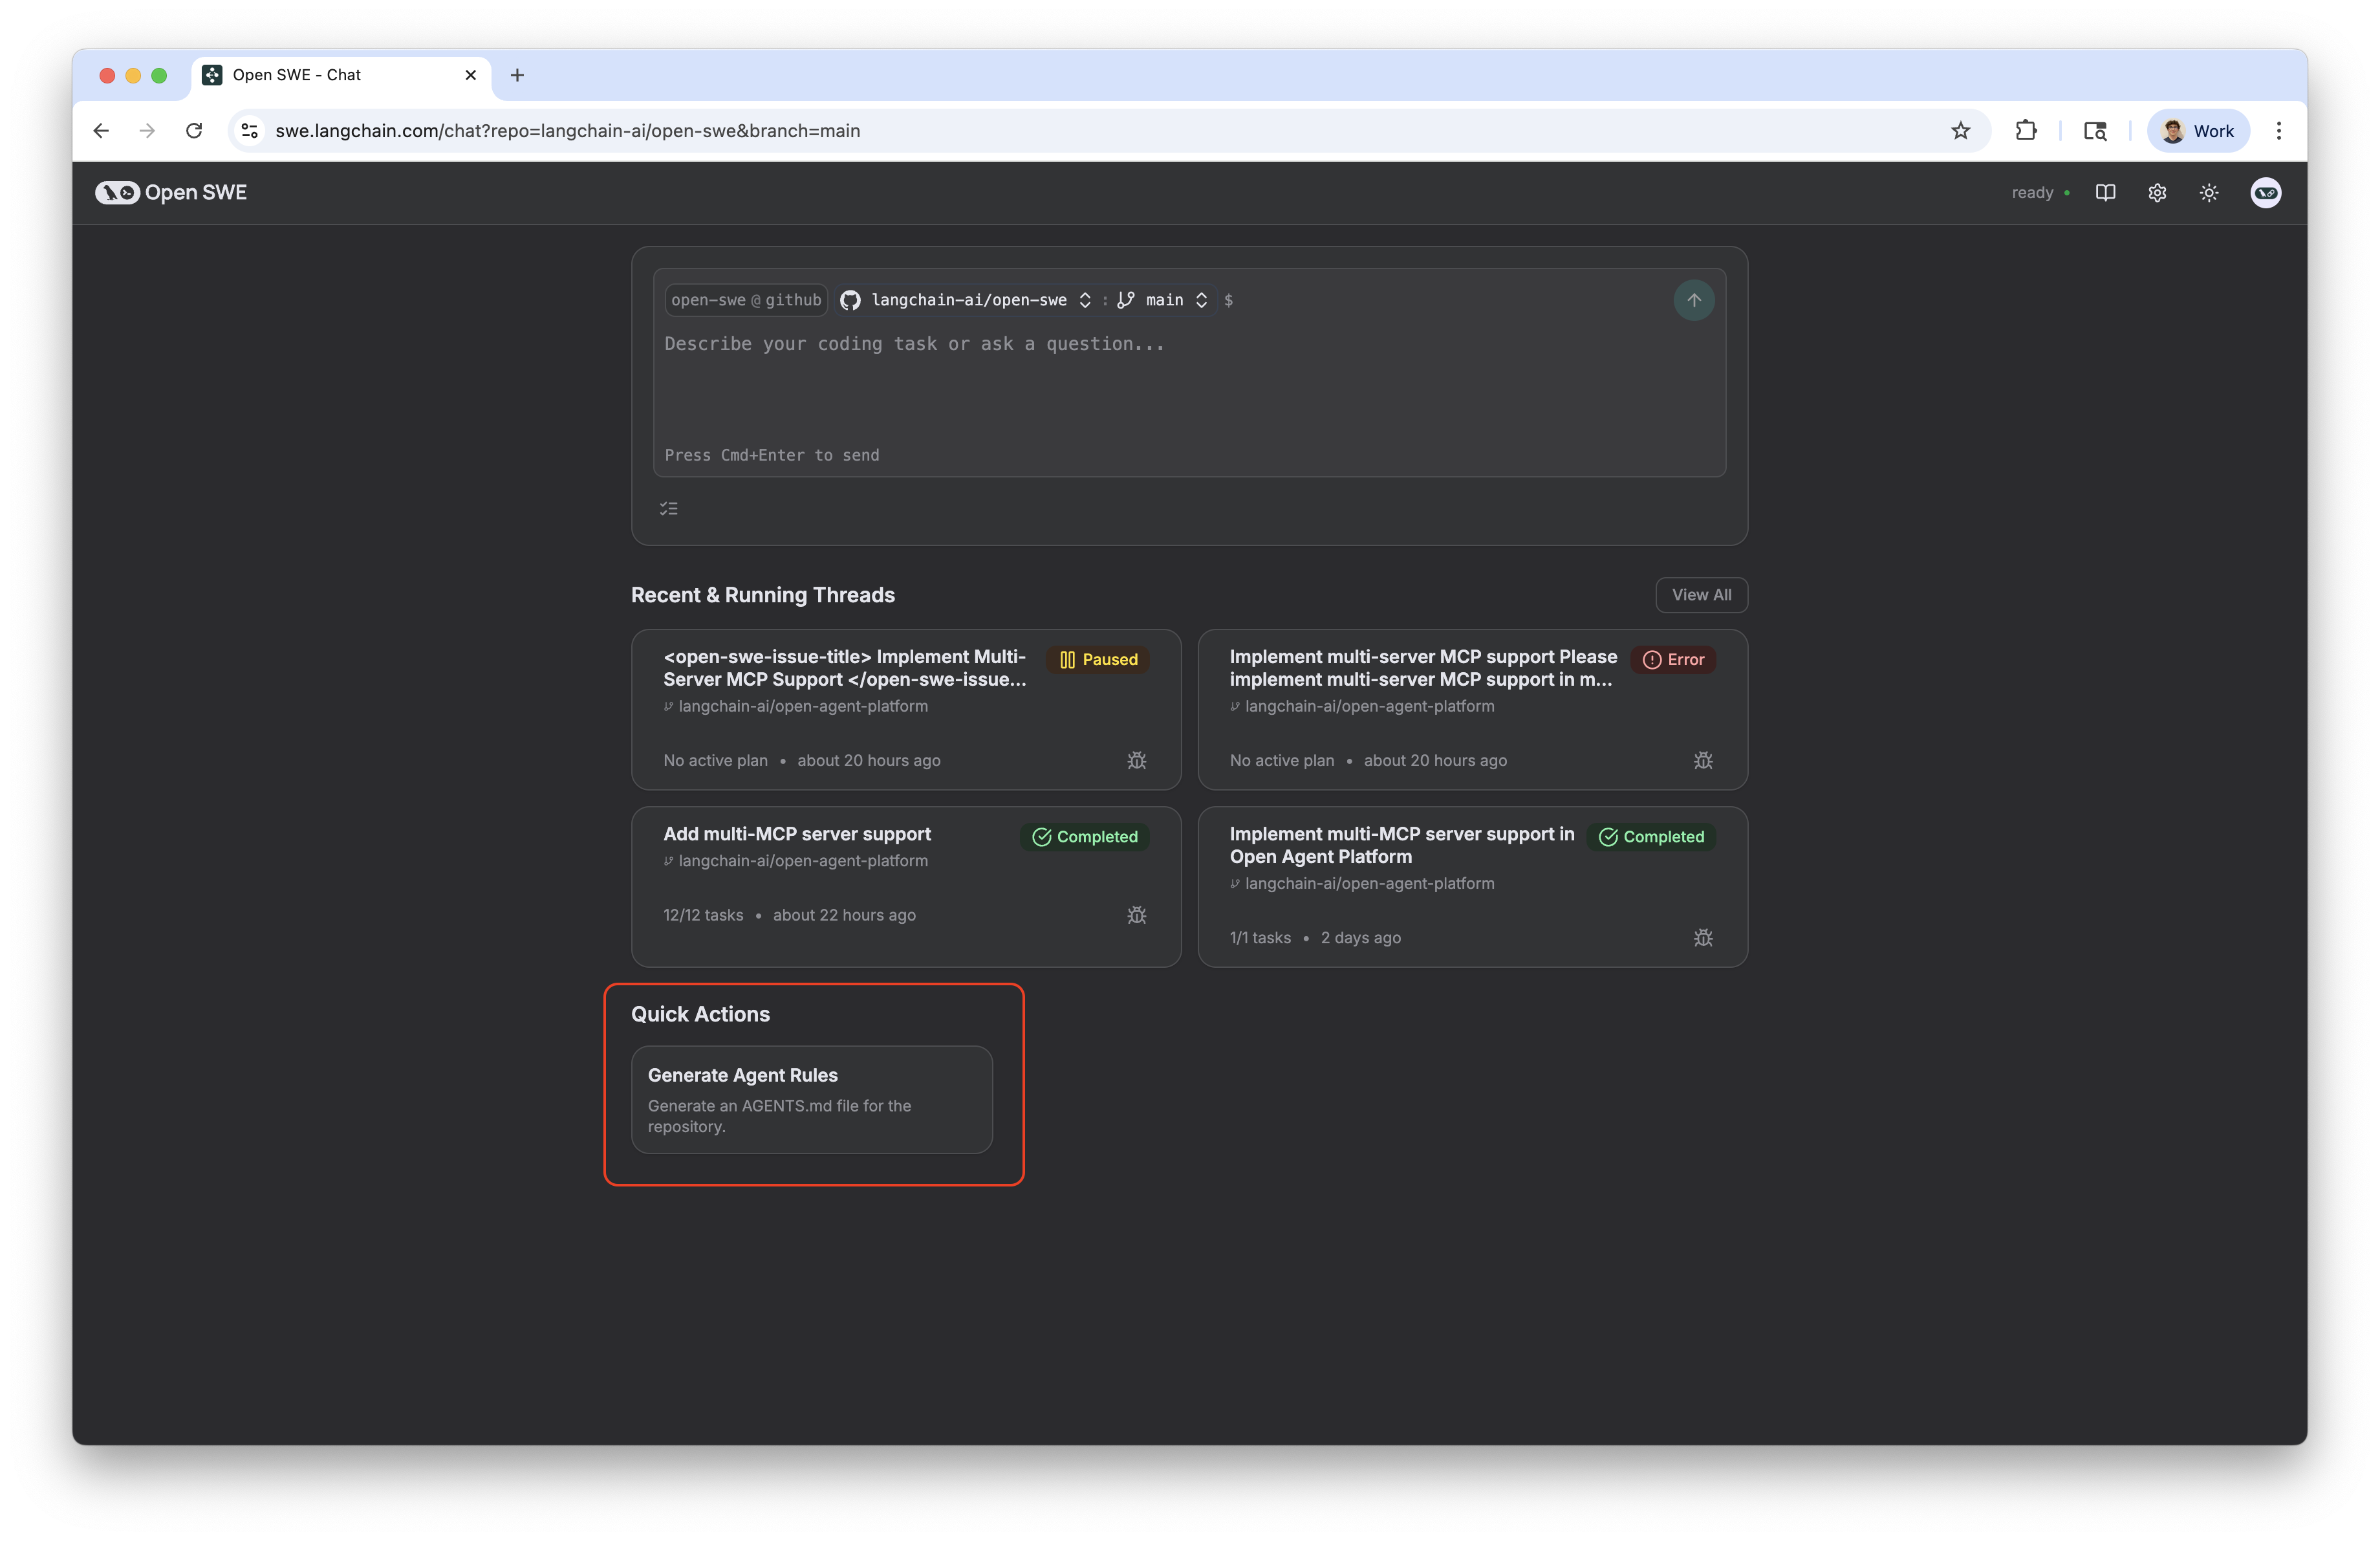 Open SWE - Chat
swe.langchain.com/chat?repo=langchain-ai/open-swe&branch=main
Work
Open SWE
ready
open-swe @ github langchain-ai/open-swe : main $
Describe your coding task or ask a question...
Press Cmd+Enter to send
Recent & Running Threads
View All
<open-swe-issue-title> Implement Multi-
Server MCP Support </open-swe-issue...
Paused
langchain-ai/open-agent-platform
No active plan • about 20 hours ago
Implement multi-server MCP support Please
implement multi-server MCP support in m...
Error
langchain-ai/open-agent-platform
No active plan • about 20 hours ago
Add multi-MCP server support
Completed
langchain-ai/open-agent-platform
12/12 tasks • about 22 hours ago
Implement multi-MCP server support in
Open Agent Platform
Completed
langchain-ai/open-agent-platform
1/1 tasks • 2 days ago
Quick Actions
Generate Agent Rules
Generate an AGENTS.md file for the
repository.